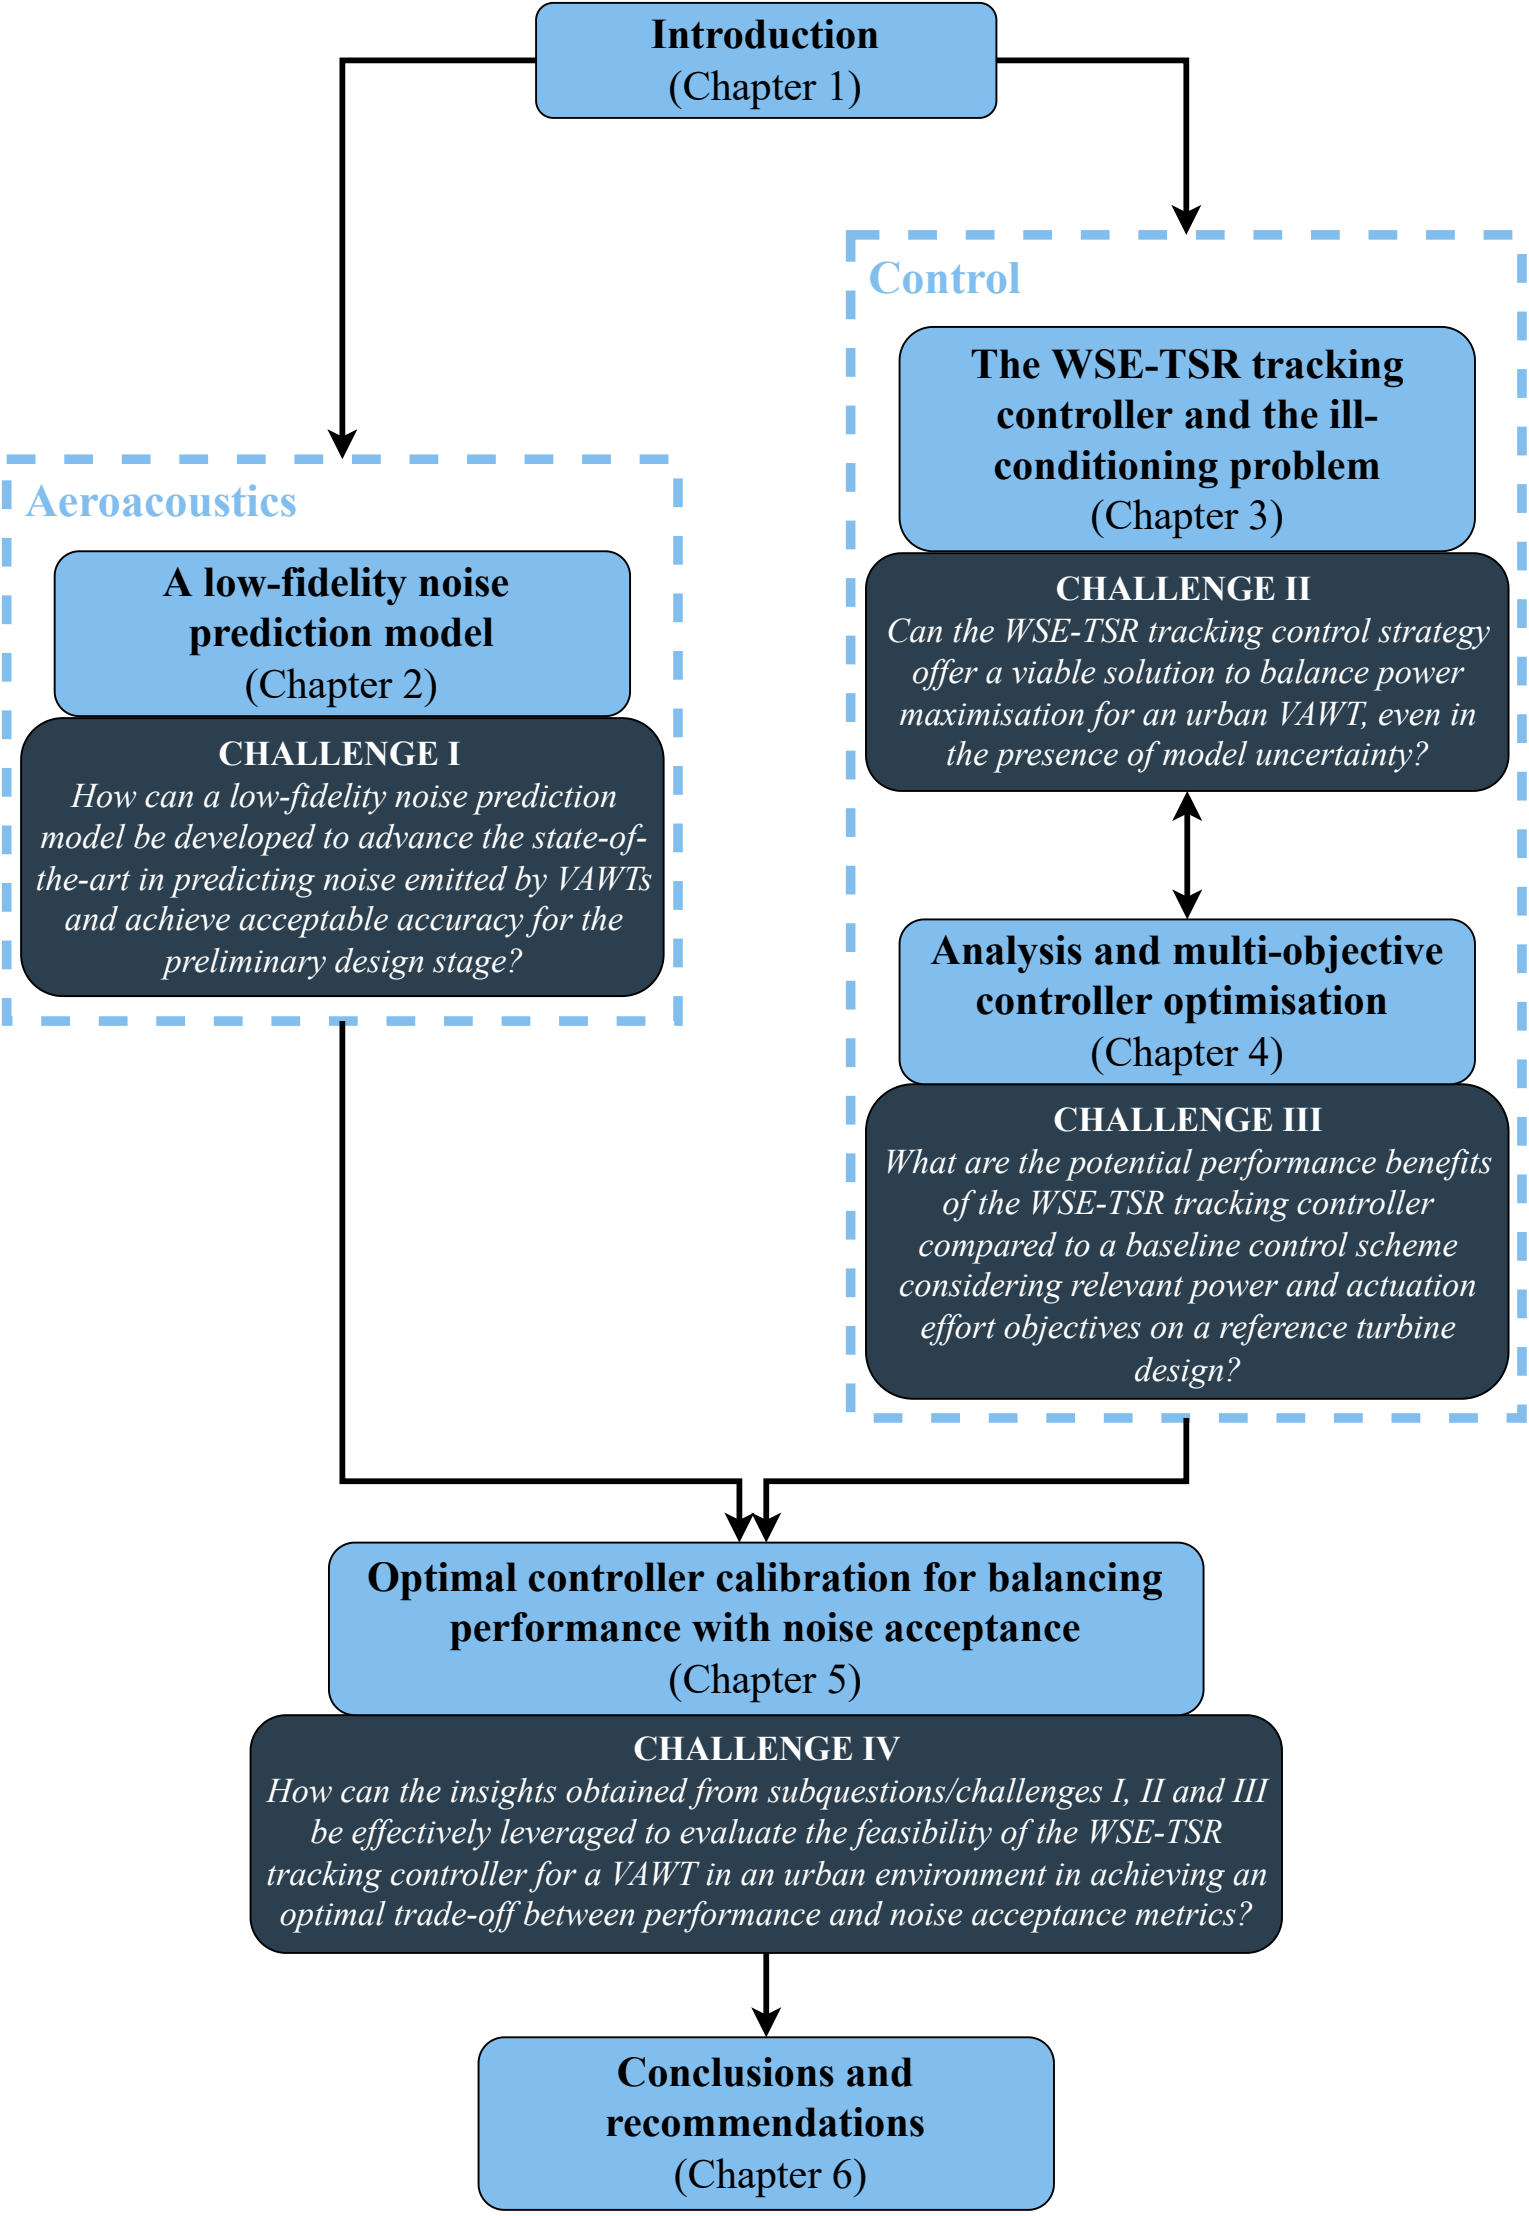 Introduction
(Chapter 1)
Control
The WSE-TSR tracking
controller and the ill-
conditioning problem
(Chapter 3)
CHALLENGE II
Can the WSE-TSR tracking control strategy
offer a viable solution to balance power
maximisation for an urban VAWT, even in
the presence of model uncertainty?
Aeroacoustics
A low-fidelity noise
prediction model
(Chapter 2)
CHALLENGE I
How can a low-fidelity noise prediction
model be developed to advance the state-of-
the-art in predicting noise emitted by VAWTs
and achieve acceptable accuracy for the
preliminary design stage?
Analysis and multi-objective
controller optimisation
(Chapter 4)
CHALLENGE III
What are the potential performance benefits
of the WSE-TSR tracking controller
compared to a baseline control scheme
considering relevant power and actuation
effort objectives on a reference turbine
design?
Optimal controller calibration for balancing
performance with noise acceptance
(Chapter 5)
CHALLENGE IV
How can the insights obtained from subquestions/challenges I, II and III
be effectively leveraged to evaluate the feasibility of the WSE-TSR
tracking controller for a VAWT in an urban environment in achieving an
optimal trade-off between performance and noise acceptance metrics?
Conclusions and
recommendations
(Chapter 6)